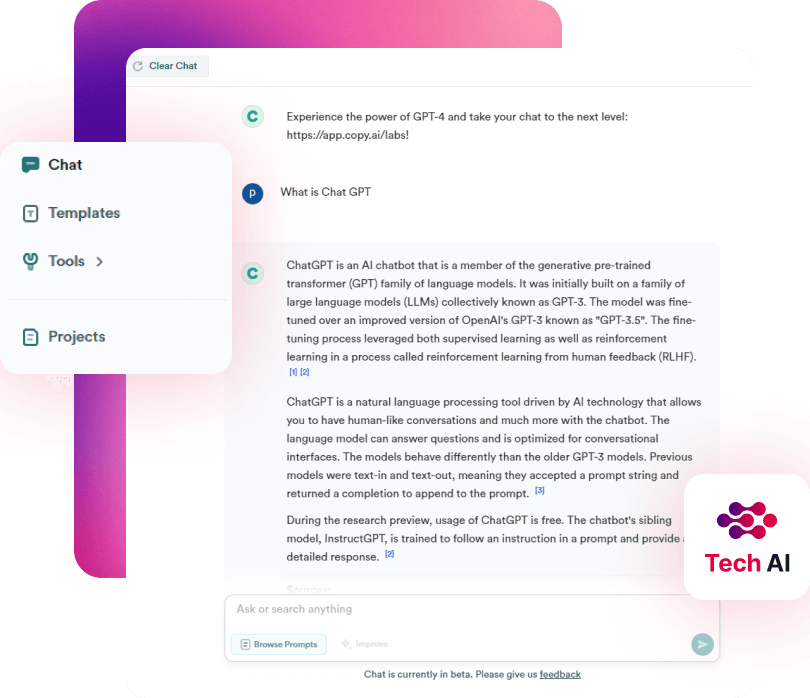 Clear Chat
Experience the power of GPT-4 and take your chat to the next level:
https://app.copy.ai/labs!
Chat
Templates
Tools
Projects
C
P
What is Chat GPT
C
ChatGPT is an AI chatbot that is a member of the generative pre-trained
transformer (GPT) family of language models. It was initially built on a family of
large language models (LLMs) collectively known as GPT-3. The model was fine-
tuned over an improved version of OpenAI's GPT-3 known as "GPT-3.5". The fine-
tuning process leveraged both supervised learning as well as reinforcement
learning in a process called reinforcement learning from human feedback (RLHF).
[1] [2]
ChatGPT is a natural language processing tool driven by AI technology that allows
you to have human-like conversations and much more with the chatbot. The
language model can answer questions and is optimized for conversational
interfaces. The models behave differently than the older GPT-3 models. Previous
models were text-in and text-out, meaning they accepted a prompt string and
returned a completion to append to the prompt. [3]
During the research preview, usage of ChatGPT is free. The chatbot's sibling
model, InstructGPT, is trained to follow an instruction in a prompt and provide
detailed response. [2]
Sources:
Tech AI
Ask or search anything
Browse Prompts
Improve
Chat is currently in beta. Please give us feedback